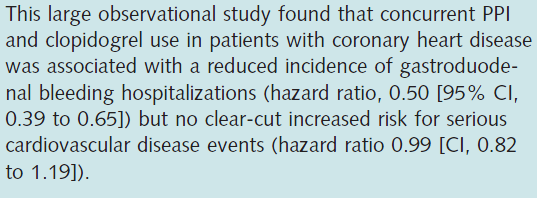 This large observational study found that concurrent PPI
and clopidogrel use in patients with coronary heart disease
was associated with a reduced incidence of gastroduode-
nal bleeding hospitalizations (hazard ratio, 0.50 [95% CI,
0.39 to 0.65]) but no clear-cut increased risk for serious
cardiovascular disease events (hazard ratio 0.99 [CI, 0.82
to 1.19]).